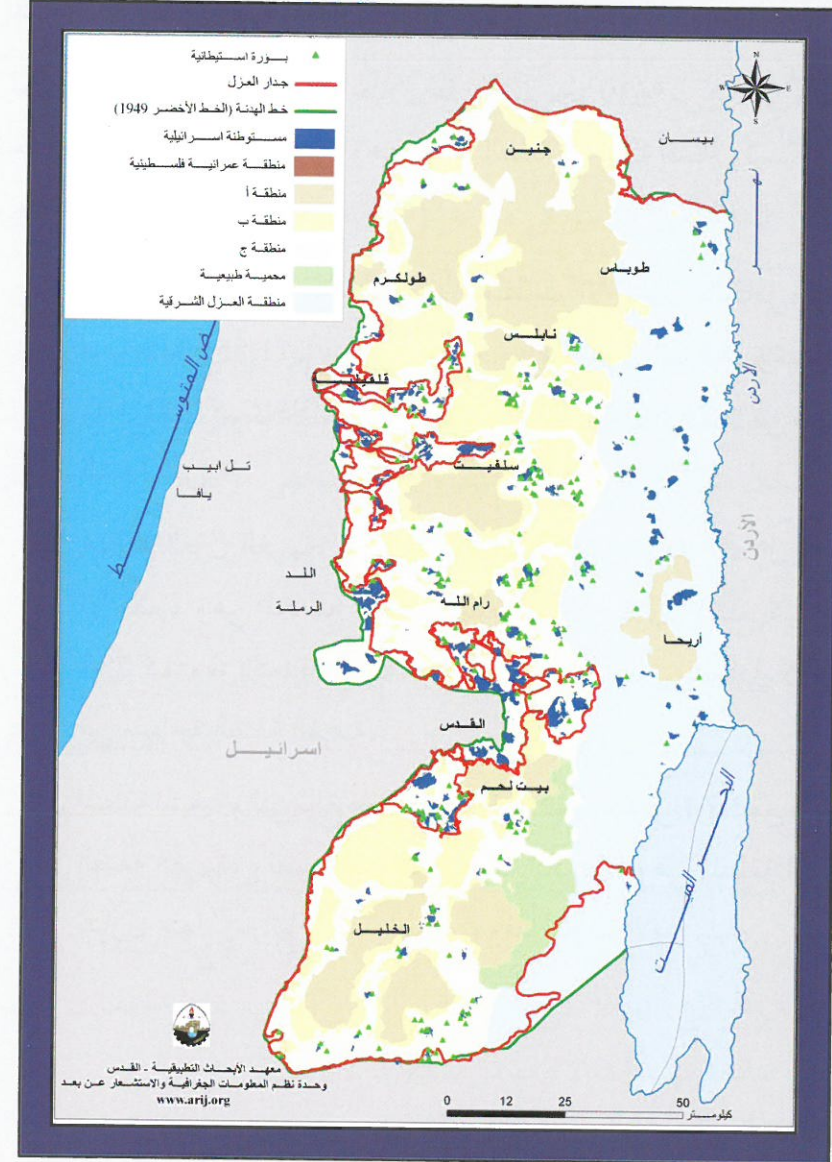 بؤرة استيطانية
جدار العزل
خط الهدنة (الخط الأخضر 1949)
مستوطنة اسرائيلية
منطقة عمرانية فلسطينية
منطقة أ
منطقة ب
منطقة ج
محمية طبيعية
منطقة العزل الشرقية
N
W
E
S
بيسان
جنين
نهر
طوباس
طولكرم
نابلس
الأردن
قلقيلية
المتوسط
سلفيت
تل ابيب
يافا
الأردن
اللد
الرملة
رام الله
أريحا
القدس
اسرائيل
بيت لحم
البحر الميت
الخليل
معهد الأبحاث التطبيقية - القدس
وحدة نظم المعلومات الجغرافية والاستشعار عن بعد
www.arij.org
0 12 25 50
كيلومتر